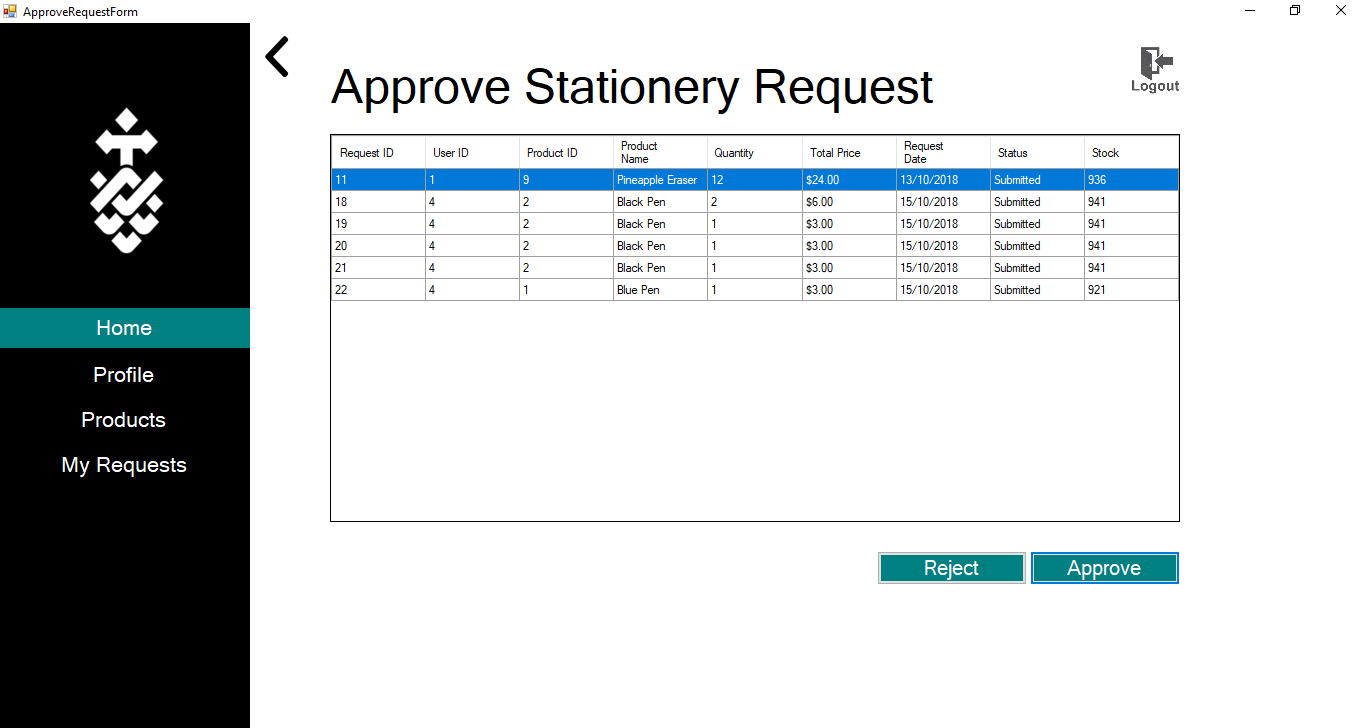 ApproveRequestForm
Approve Stationery Request
Logout
Request ID User ID Product ID Product Name Quantity Total Price Request Date Status Stock
11 1 9 Pineapple Eraser 12 $24.00 13/10/2018 Submitted 936
18 4 2 Black Pen 2 $6.00 15/10/2018 Submitted 941
19 4 2 Black Pen 1 $3.00 15/10/2018 Submitted 941
20 4 2 Black Pen 1 $3.00 15/10/2018 Submitted 941
21 4 2 Black Pen 1 $3.00 15/10/2018 Submitted 941
22 4 1 Blue Pen 1 $3.00 15/10/2018 Submitted 921
Home
Profile
Products
My Requests
Reject Approve